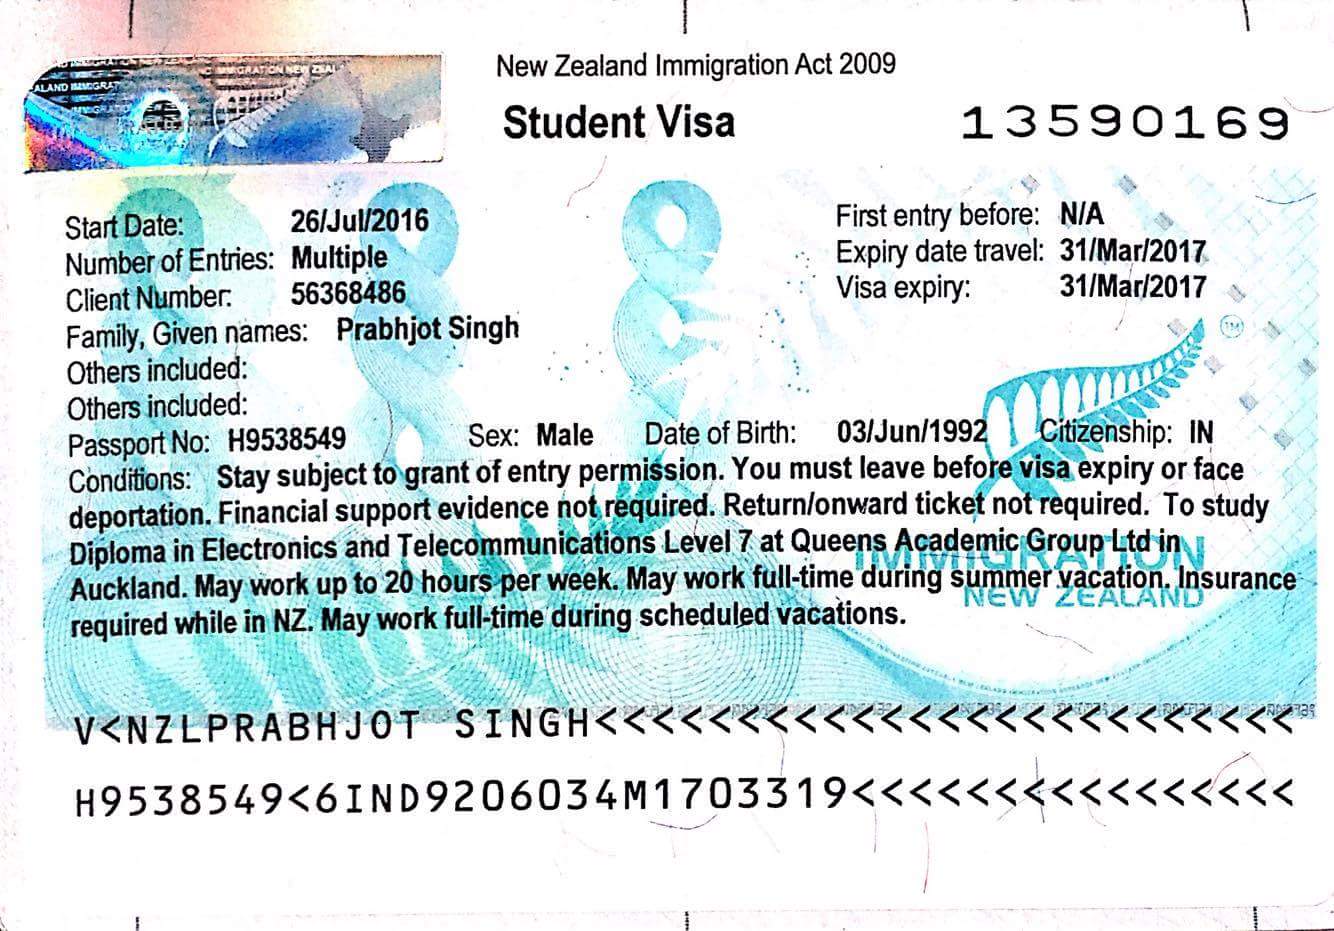 New Zealand Immigration Act 2009
Student Visa 13590169
Start Date: 26/Jul/2016 First entry before: N/A
Number of Entries: Multiple Expiry date travel: 31/Mar/2017
Client Number: 56368486 Visa expiry: 31/Mar/2017
Family, Given names: Prabhjot Singh
Others included:
Others included:
Passport No: H9538549 Sex: Male Date of Birth: 03/Jun/1992 Citizenship: IN
Conditions: Stay subject to grant of entry permission. You must leave before visa expiry or face
deportation. Financial support evidence not required. Return/onward ticket not required. To study
Diploma in Electronics and Telecommunications Level 7 at Queens Academic Group Ltd in
Auckland. May work up to 20 hours per week. May work full-time during summer vacation. Insurance
required while in NZ. May work full-time during scheduled vacations.
TM
IMMIGRATION
NEW ZEALAND
V<NZLPRABHJOT SINGH<<<<<<<<<<<<<<<<<<<<<<<<<
H9538549<6IND9206034M1703319<<<<<<<<<<<<<<<<